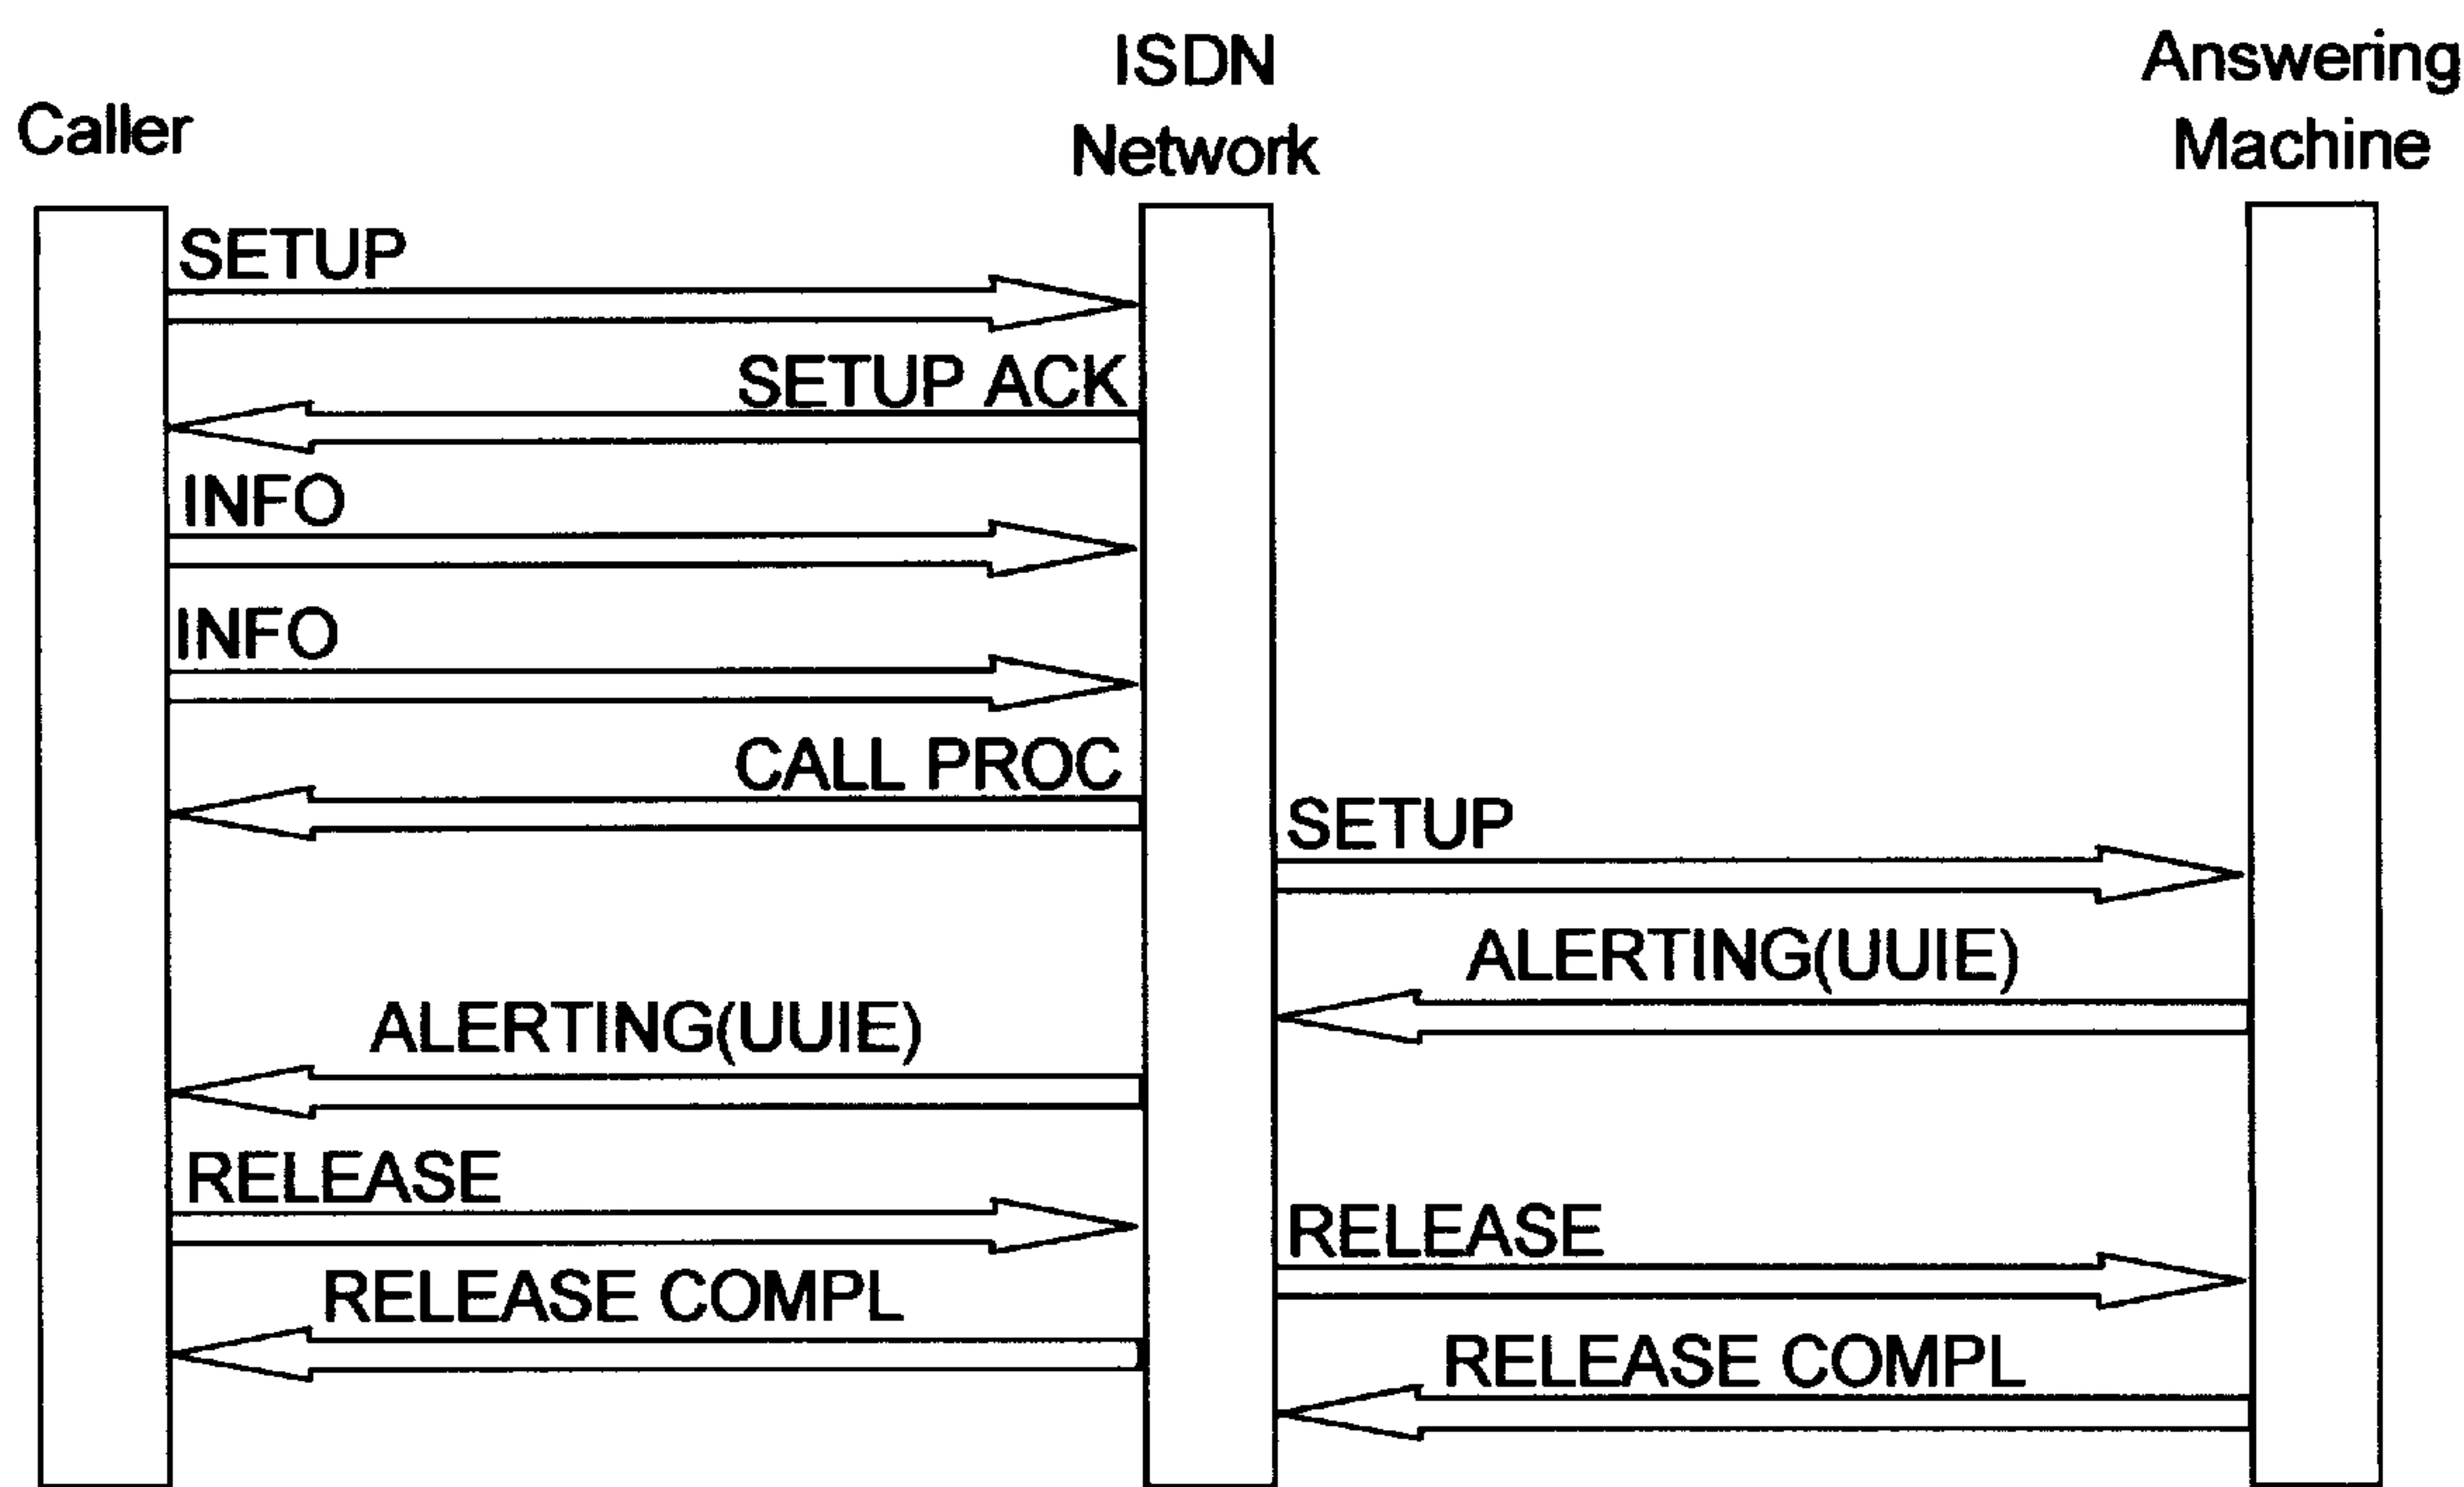 Caller
ISDN
Network
Answering
Machine
SETUP
SETUP ACK
INFO
INFO
CALL PROC
SETUP
ALERTING(UUIE)
ALERTING(UUIE)
RELEASE
RELEASE
RELEASE COMPL
RELEASE COMPL